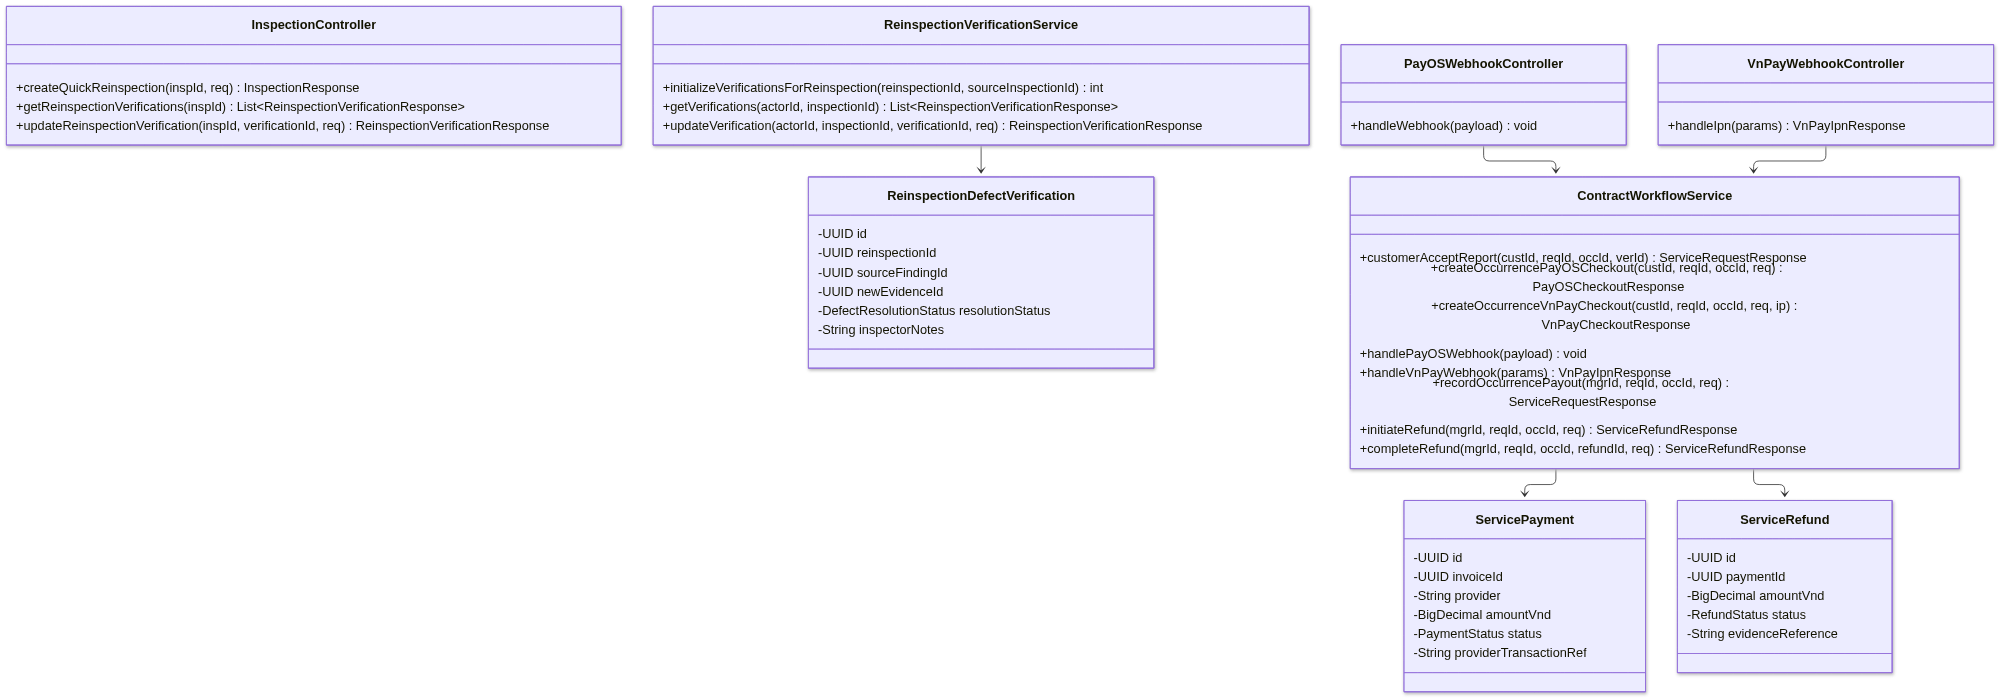 InspectionController
+createQuickReinspection(inspId, req) : InspectionResponse
+getReinspectionVerifications(inspId) : List<ReinspectionVerificationResponse>
+updateReinspectionVerification(inspId, verificationId, req) : ReinspectionVerificationResponse
ReinspectionVerificationService
+initializeVerificationsForReinspection(reinspectionId, sourceInspectionId) : int
+getVerifications(actorId, inspectionId) : List<ReinspectionVerificationResponse>
+updateVerification(actorId, inspectionId, verificationId, req) : ReinspectionVerificationResponse
PayOSWebhookController
+handleWebhook(payload) : void
VnPayWebhookController
+handleIpn(params) : VnPayIpnResponse
ReinspectionDefectVerification
-UUID id
-UUID reinspectionId
-UUID sourceFindingId
-UUID newEvidenceId
-DefectResolutionStatus resolutionStatus
-String inspectorNotes
ContractWorkflowService
+customerAcceptReport(custId, reqId, occId, verId) : ServiceRequestResponse
+createOccurrencePayOSCheckout(custId, reqId, occId, req) :
PayOSCheckoutResponse
+createOccurrenceVnPayCheckout(custId, reqId, occId, req, ip) :
VnPayCheckoutResponse
+handlePayOSWebhook(payload) : void
+handleVnPayWebhook(params) : VnPayIpnResponse
+recordOccurrencePayout(mgrId, reqId, occId, req) :
ServiceRequestResponse
+initiateRefund(mgrId, reqId, occId, req) : ServiceRefundResponse
+completeRefund(mgrId, reqId, occId, refundId, req) : ServiceRefundResponse
ServicePayment
-UUID id
-UUID invoiceId
-String provider
-BigDecimal amountVnd
-PaymentStatus status
-String providerTransactionRef
ServiceRefund
-UUID id
-UUID paymentId
-BigDecimal amountVnd
-RefundStatus status
-String evidenceReference